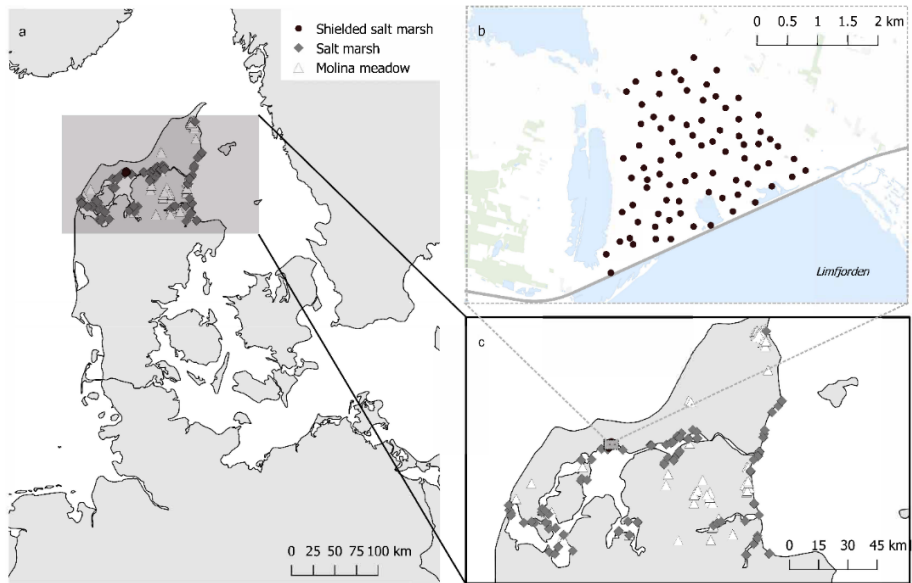 a
Shielded salt marsh
Salt marsh
Molina meadow
0 25 50 75 100 km
b
0 0.5 1 1.5 2 km
Limfjorden
c
0 15 30 45 km